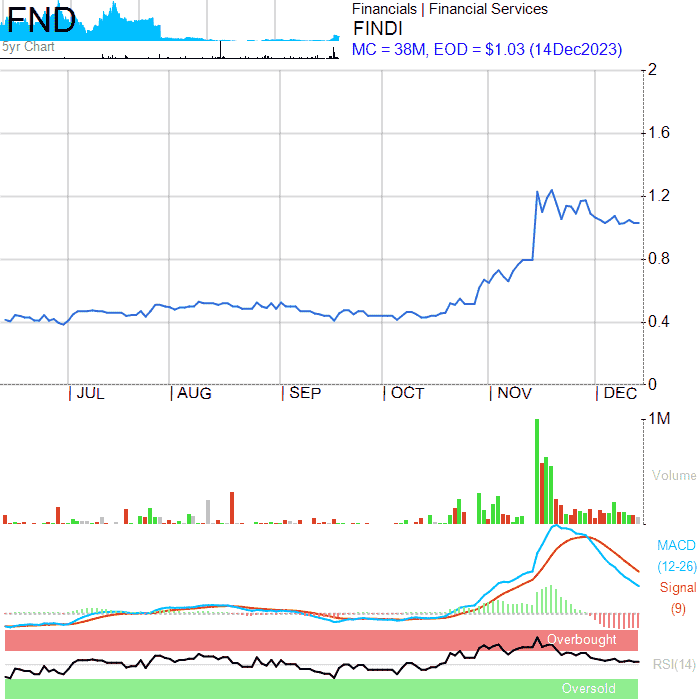 FND
5yr Chart
Financials | Financial Services
FINDI
MC = 38M, EOD = $1.03 (14Dec2023)
2
1.6
1.2
0.8
0.4
0
JUL AUG SEP OCT NOV DEC
1M
Volume
MACD
(12-26)
Signal
(9)
Overbought
RSI(14)
Oversold